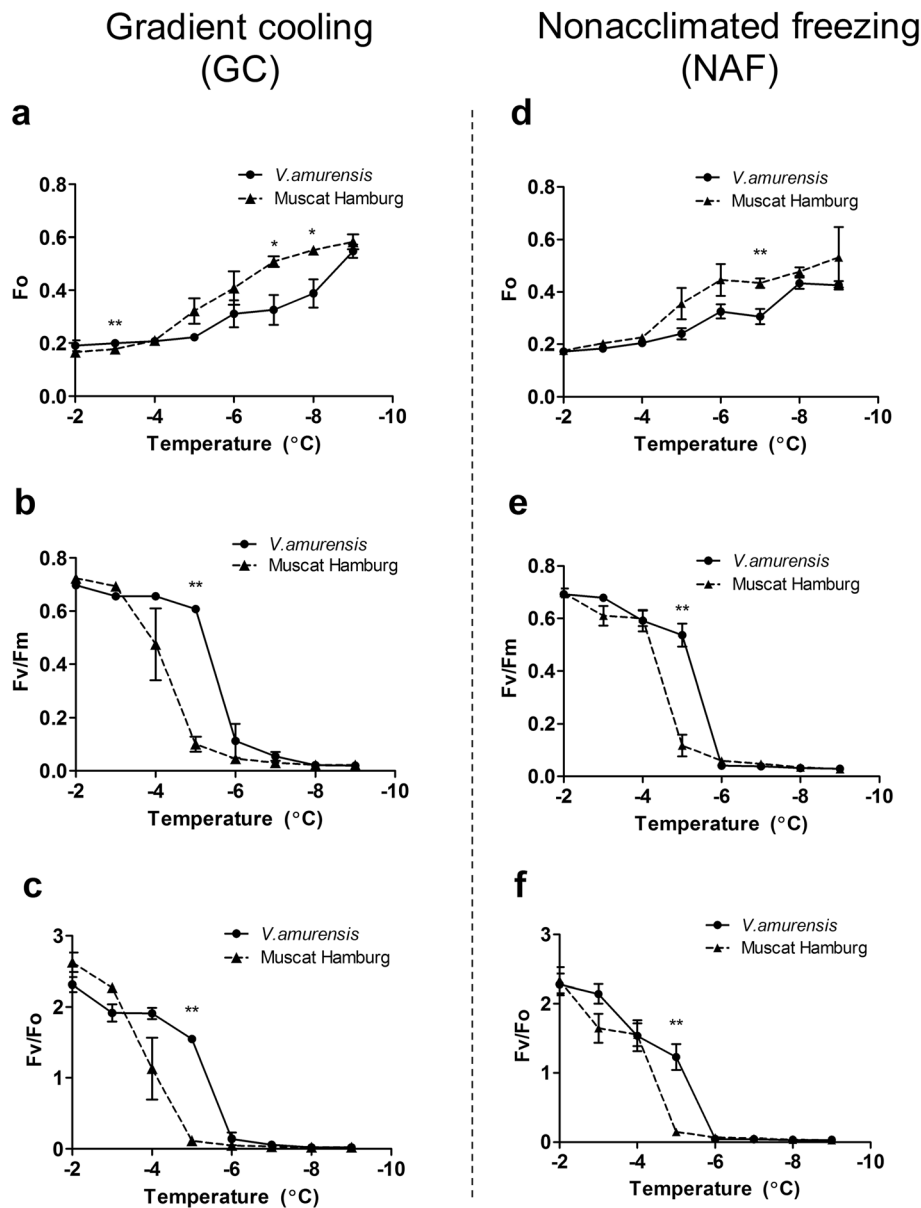 Gradient cooling
(GC)
Nonacclimated freezing
(NAF)
a
V.amurensis
Muscat Hamburg
0.8
0.6
0.4
0.2
0.0
Fo
**
*
*
-2
-4
-6
-8
-10
Temperature (°C)
d
V.amurensis
Muscat Hamburg
0.8
0.6
0.4
0.2
0.0
Fo
**
-2
-4
-6
-8
-10
Temperature (°C)
b
V.amurensis
Muscat Hamburg
0.8
0.6
0.4
0.2
0.0
Fv/Fm
**
-2
-4
-6
-8
-10
Temperature (°C)
e
V.amurensis
Muscat Hamburg
0.8
0.6
0.4
0.2
0.0
Fv/Fm
**
-2
-4
-6
-8
-10
Temperature (°C)
c
V.amurensis
Muscat Hamburg
3
2
1
0
Fv/Fo
**
-2
-4
-6
-8
-10
Temperature (°C)
f
V.amurensis
Muscat Hamburg
3
2
1
0
Fv/Fo
**
-2
-4
-6
-8
-10
Temperature (°C)